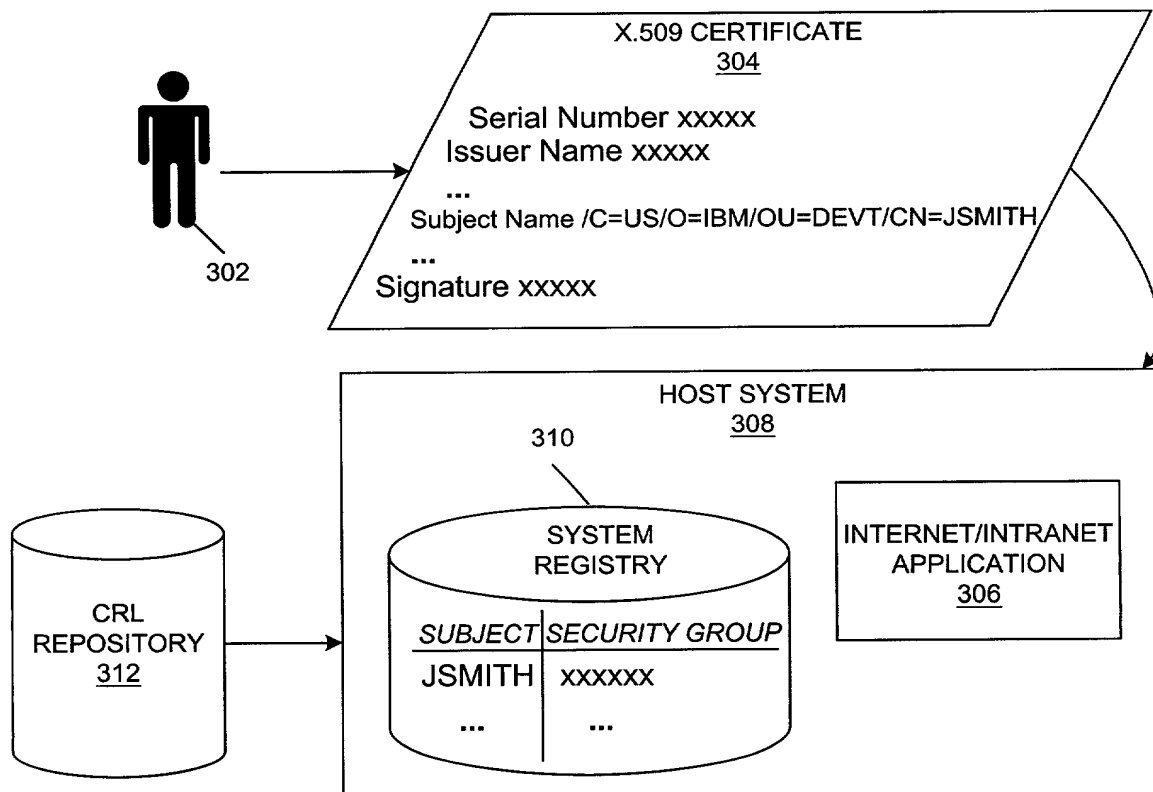 X.509 CERTIFICATE
304
Serial Number xxxxx
Issuer Name xxxxx
...
Subject Name /C=US/O=IBM/OU=DEVT/CN=JSMITH
...
Signature xxxxx
302
HOST SYSTEM
308
310
SYSTEM
REGISTRY
SUBJECT SECURITY GROUP
JSMITH xxxxxx
... ...
INTERNET/INTRANET
APPLICATION
306
CRL
REPOSITORY
312